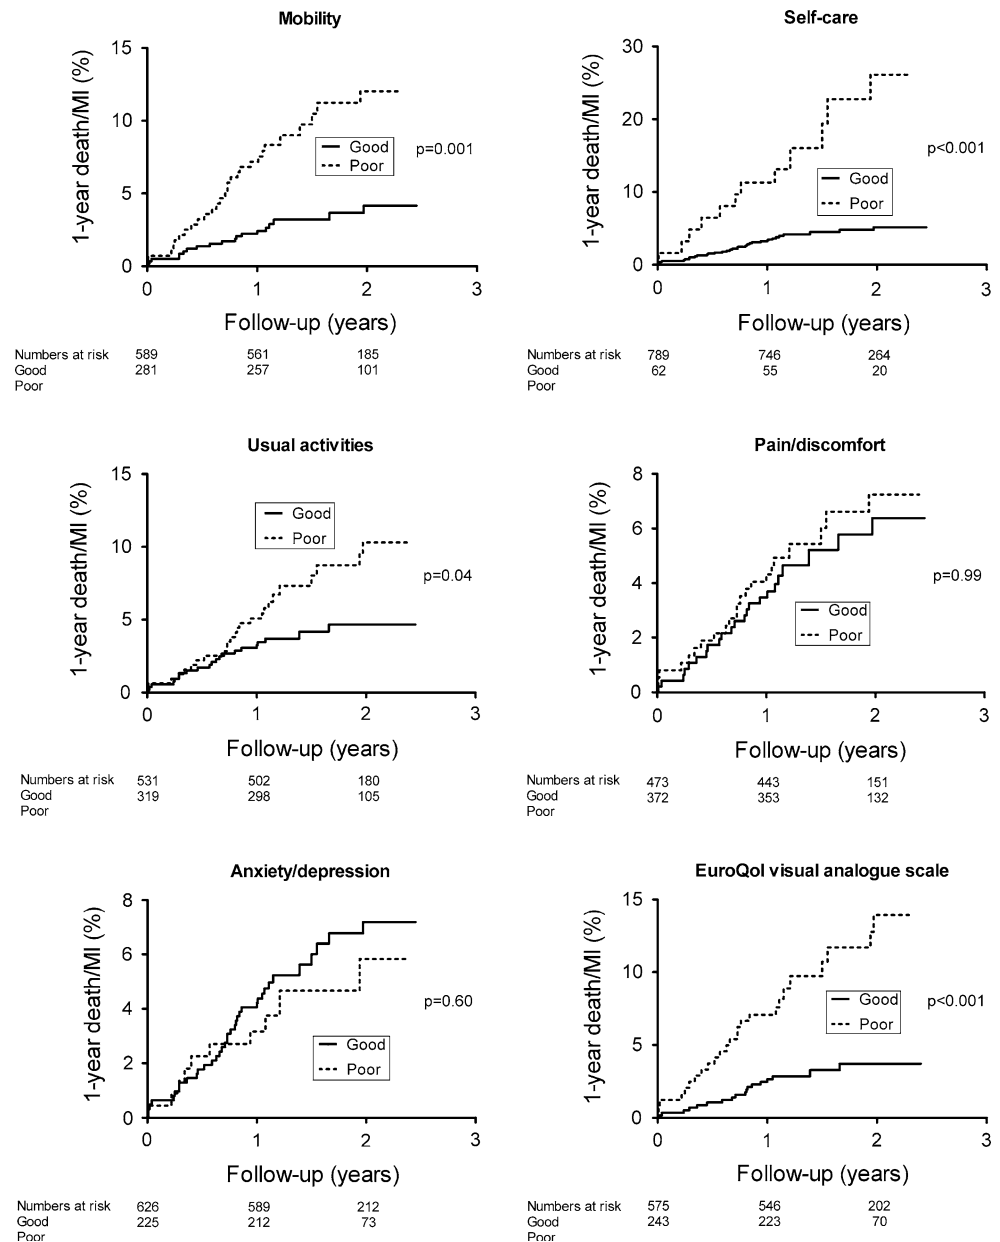 Mobility
15
10
5
0
1-year death/MI (%)
Good
Poor
p=0.001
0 1 2 3
Follow-up (years)
Numbers at risk 589 561 185
Good 281 257 101
Poor
Self-care
30
20
10
0
1-year death/MI (%)
p<0.001
Good
Poor
0 1 2 3
Follow-up (years)
Numbers at risk 789 746 264
Good 62 55 20
Poor
Usual activities
15
10
5
0
1-year death/MI (%)
Good
Poor
p=0.04
0 1 2 3
Follow-up (years)
Numbers at risk 531 502 180
Good 319 298 105
Poor
Pain/discomfort
8
6
4
2
0
1-year death/MI (%)
p=0.99
Good
Poor
0 1 2 3
Follow-up (years)
Numbers at risk 473 443 151
Good 372 353 132
Poor
Anxiety/depression
8
6
4
2
0
1-year death/MI (%)
p=0.60
Good
Poor
0 1 2 3
Follow-up (years)
Numbers at risk 626 589 212
Good 225 212 73
Poor
EuroQol visual analogue scale
15
10
5
0
1-year death/MI (%)
Good
p<0.001
Poor
0 1 2 3
Follow-up (years)
Numbers at risk 575 546 202
Good 243 223 70
Poor